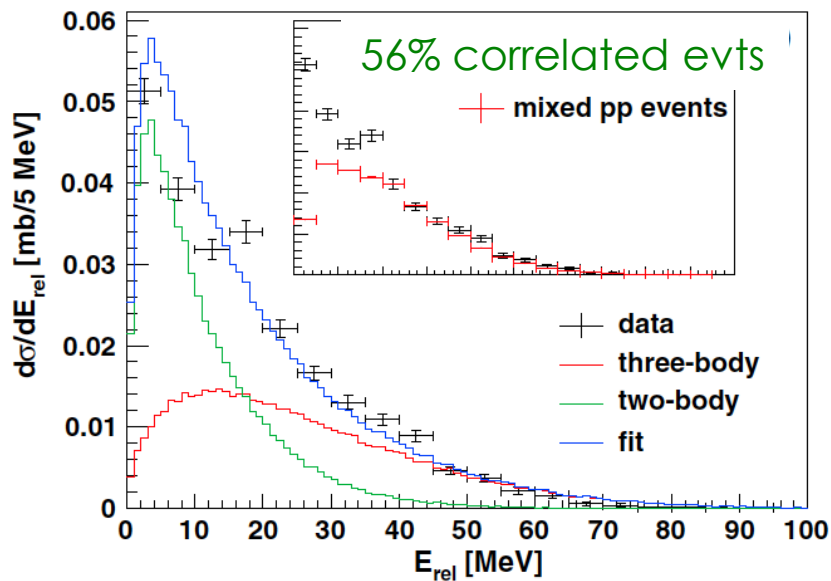 0.06
56% correlated evts
mixed pp events
0.05
0.04
0.03
0.02
0.01
0
dσ/dE_rel [mb/5 MeV]
data
three-body
two-body
fit
0 10 20 30 40 50 60 70 80 90 100
E_rel [MeV]